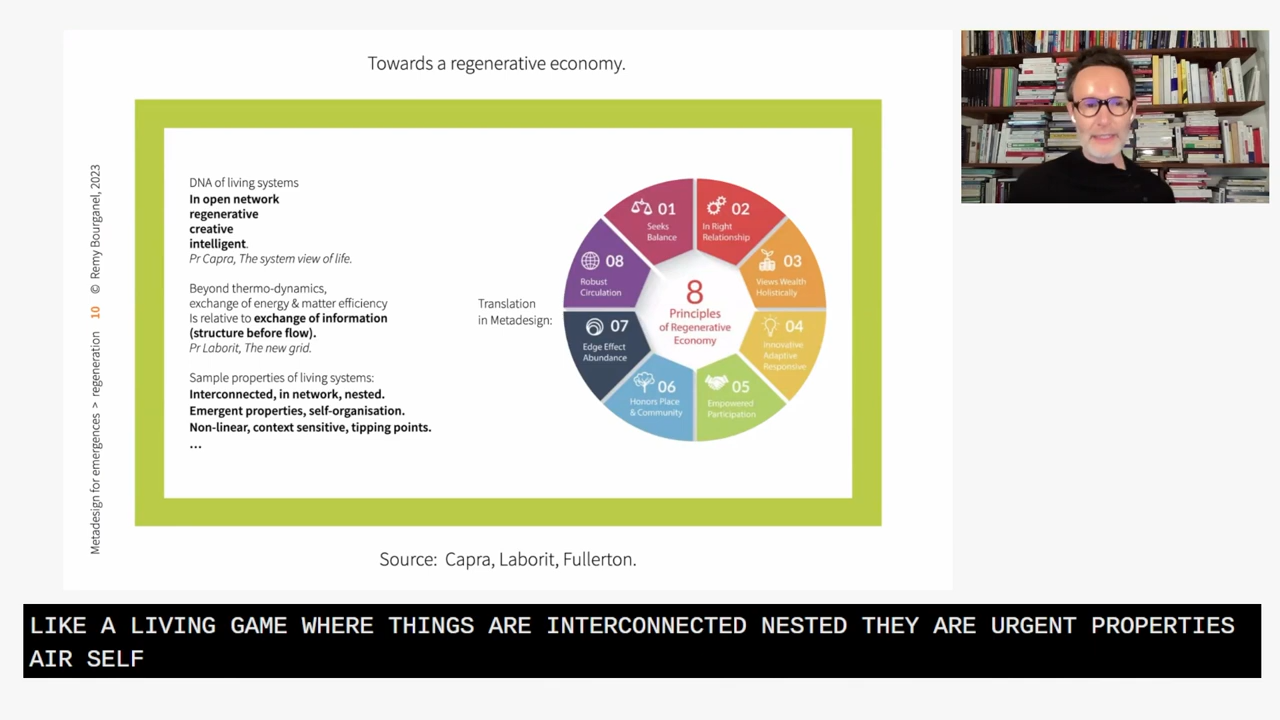 Towards a regenerative economy.
Metadesign for emergences > regeneration 10 © Remy Bourganel, 2023
DNA of living systems
In open network
regenerative
creative
intelligent.
Pr Capra, The system view of life.
Beyond thermo-dynamics,
exchange of energy & matter efficiency
Is relative to exchange of information
(structure before flow).
Pr Laborit, The new grid.
Sample properties of living systems:
Interconnected, in network, nested.
Emergent properties, self-organisation.
Non-linear, context sensitive, tipping points.
...
Translation
in Metadesign:
8
Principles
of Regenerative
Economy
01
Seeks
Balance
02
In Right
Relationship
03
Views Wealth
Holistically
04
Innovative
Adaptive
Responsive
05
Empowered
Participation
06
Honors Place
& Community
07
Edge Effect
Abundance
08
Robust
Circulation
Source: Capra, Laborit, Fullerton.
LIKE A LIVING GAME WHERE THINGS ARE INTERCONNECTED NESTED THEY ARE URGENT PROPERTIES
AIR SELF